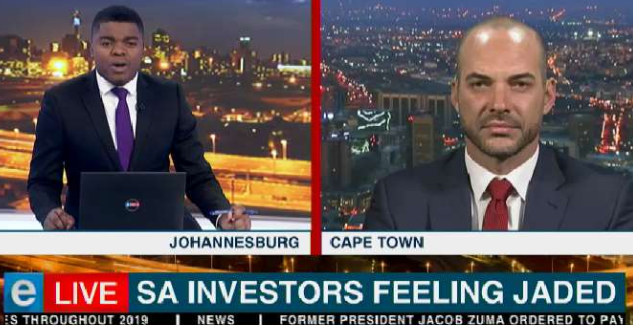 JOHANNESBURG
CAPE TOWN
e LIVE SA INVESTORS FEELING JADED
ES THROUGHOUT 2019 | NEWS | FORMER PRESIDENT JACOB ZUMA ORDERED TO PAY